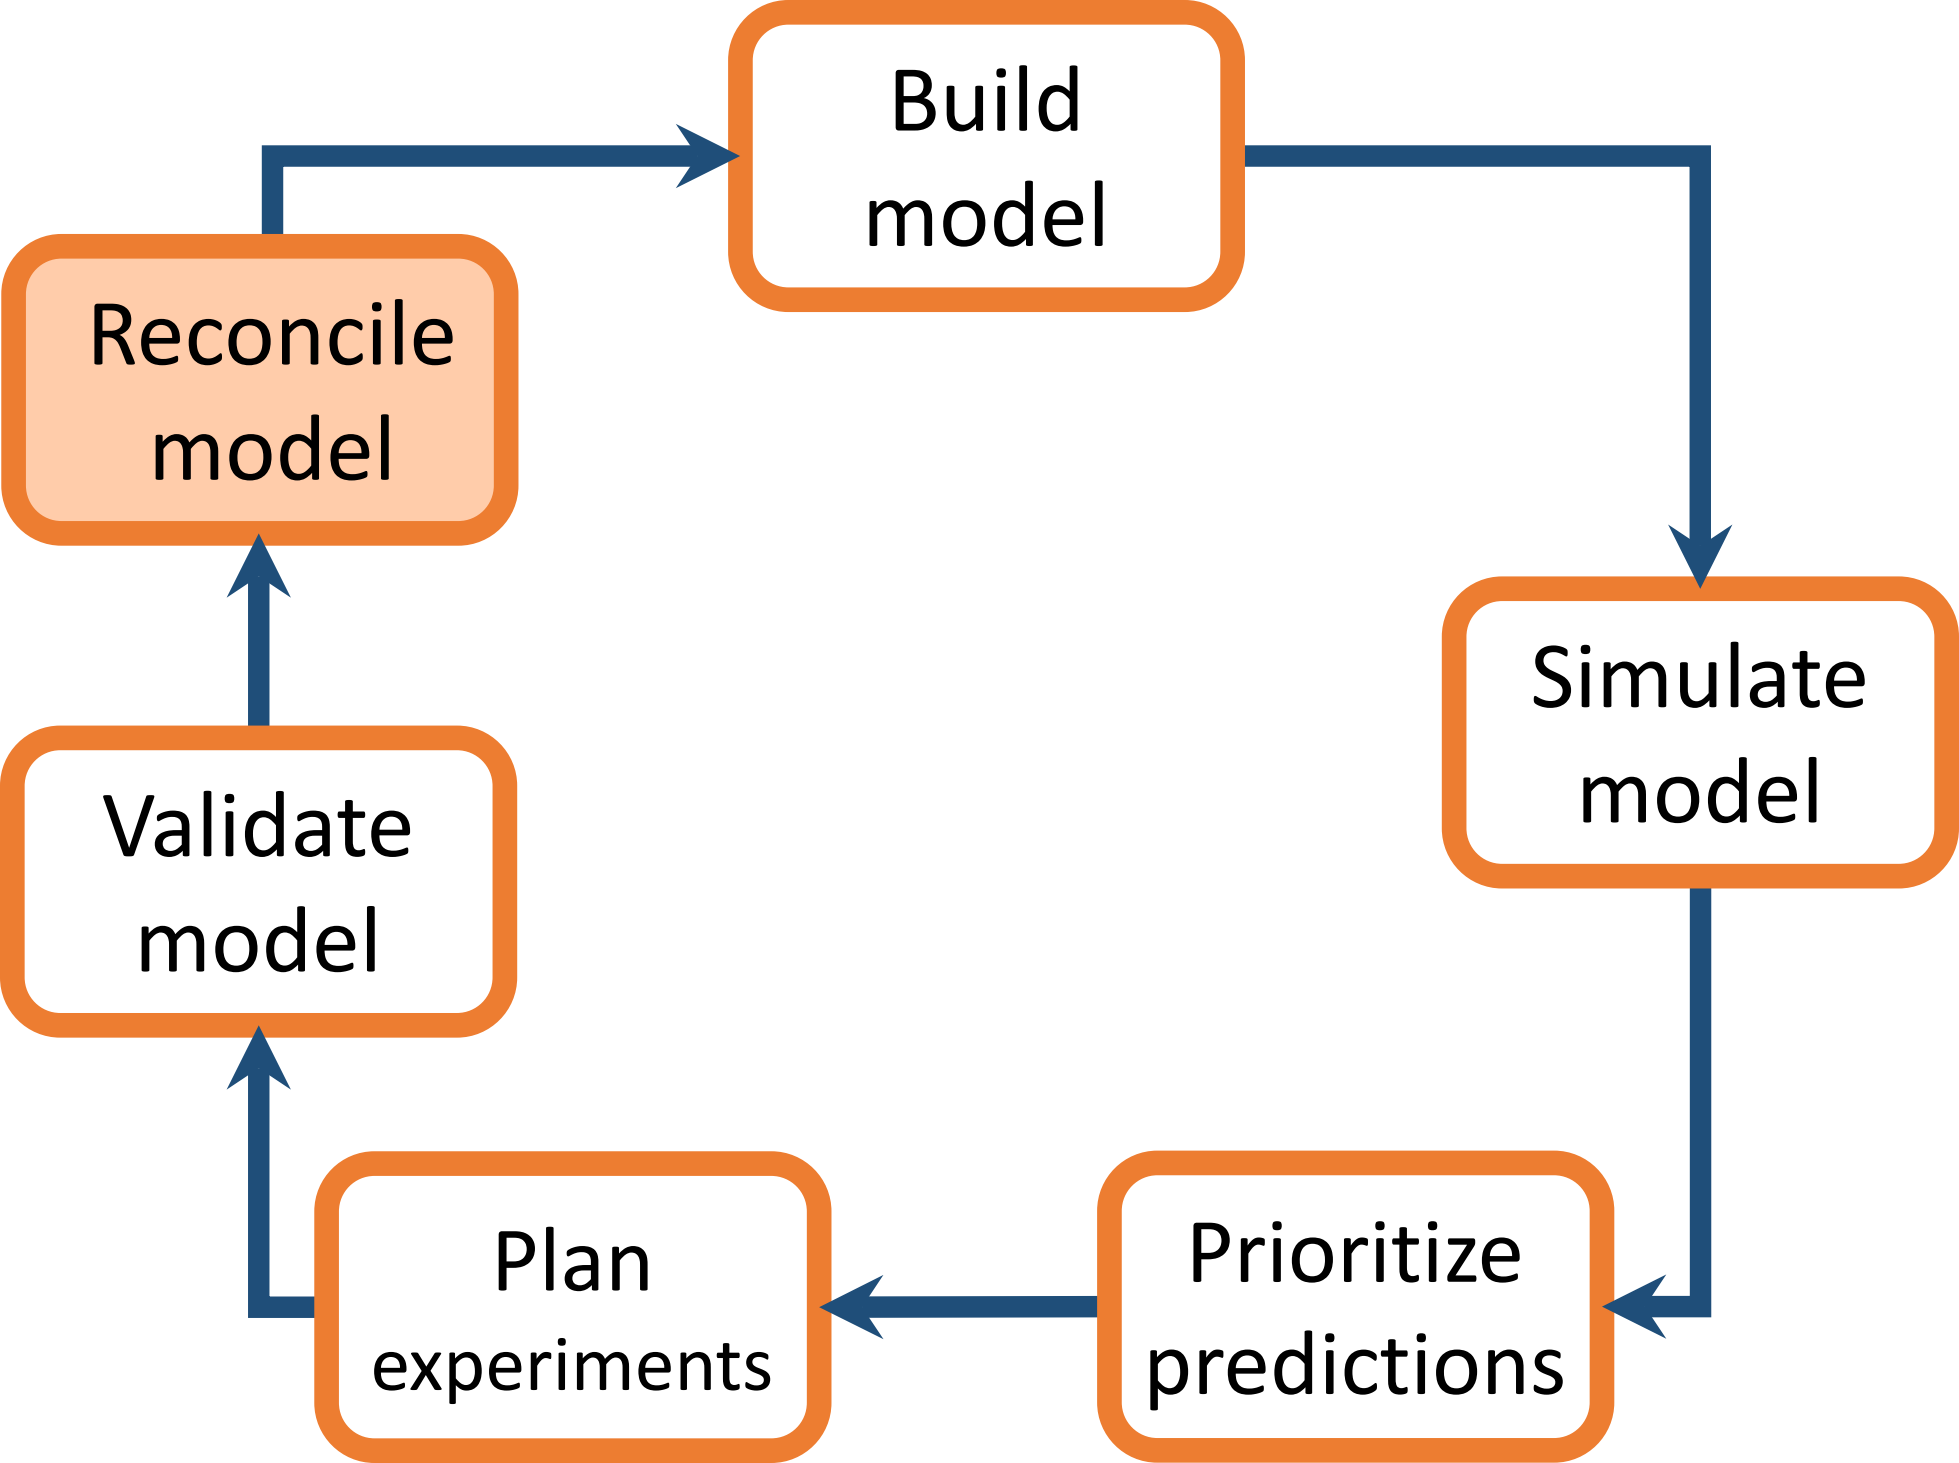 Build
model
Simulate
model
Prioritize
predictions
Plan
experiments
Validate
model
Reconcile
model